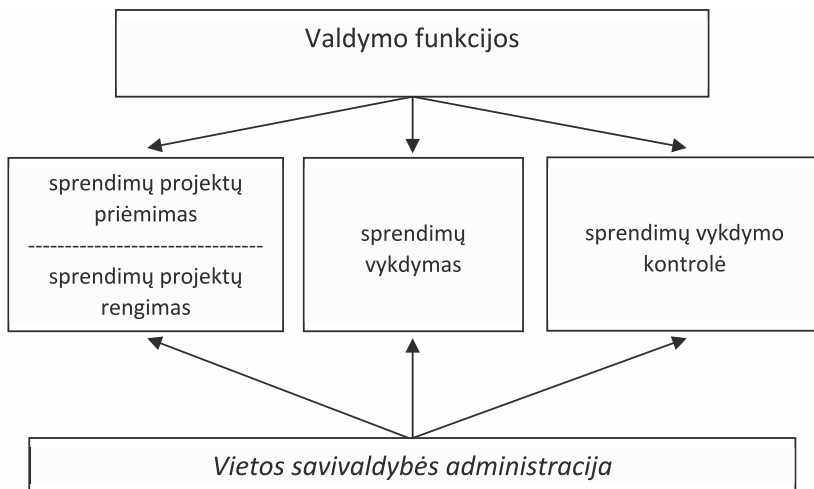 Valdymo funkcijos
sprendimų projektų
priėmimas
---------------------------------
sprendimų projektų
rengimas
sprendimų
vykdymas
sprendimų vykdymo
kontrolė
Vietos savivaldybės administracija